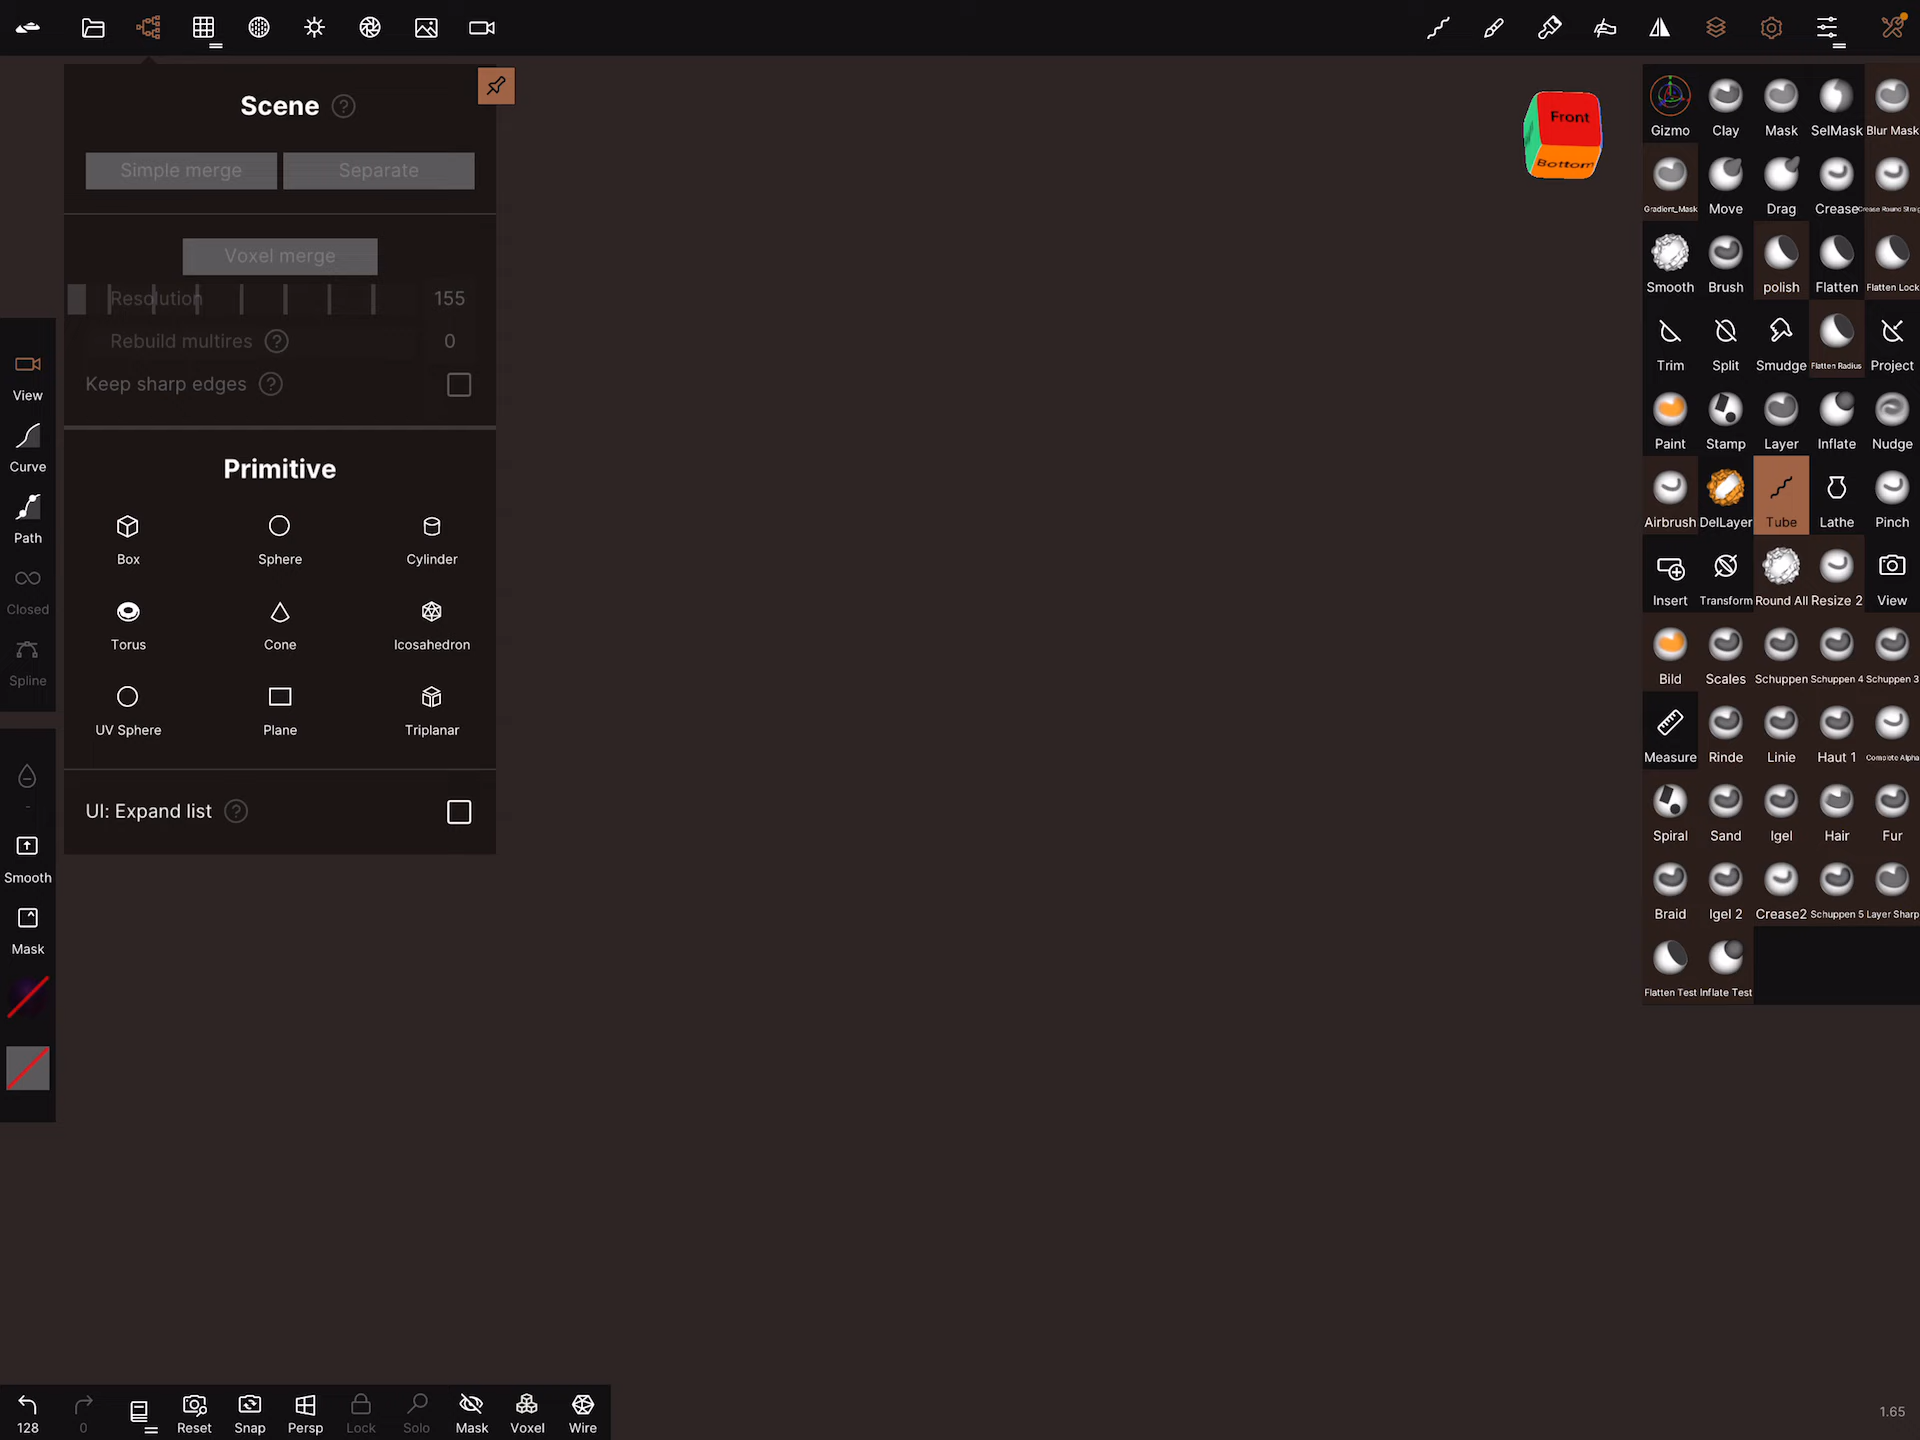 Scene
Simple merge Separate
Voxel merge
Resolution 155
Rebuild multires 0
Keep sharp edges
Primitive
Box Sphere Cylinder
Torus Cone Icosahedron
UV Sphere Plane Triplanar
UI: Expand list
View
Curve
Path
Closed
Spline
-
Smooth
Mask
Front
Bottom
Gizmo Clay Mask SelMask Blur Mask
Gradient_Mask Move Drag Crease Crease Round Straig
Smooth Brush polish Flatten Flatten Lock
Trim Split Smudge Flatten Radius Project
Paint Stamp Layer Inflate Nudge
Airbrush DelLayer Tube Lathe Pinch
Insert Transform Round All Resize 2 View
Bild Scales Schuppen Schuppen 4 Schuppen 3
Measure Rinde Linie Haut 1 Complete Alpha
Spiral Sand Igel Hair Fur
Braid Igel 2 Crease2 Schuppen 5 Layer Sharp
Flatten Test Inflate Test
128 0 Reset Snap Persp Lock Solo Mask Voxel Wire
1.65